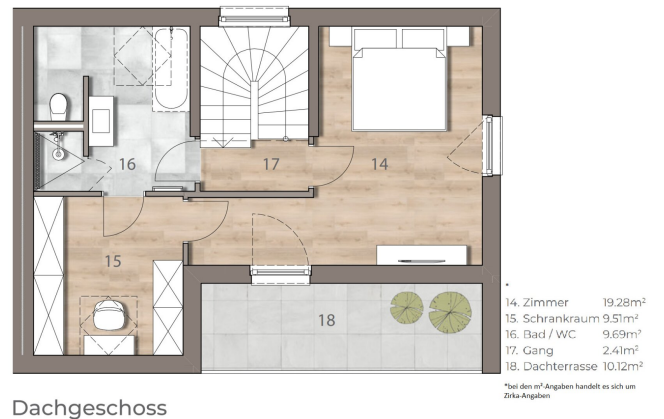 16
17
14
15
18
*
14. Zimmer 19.28m²
15. Schrankraum 9.51m²
16. Bad / WC 9.69m²
17. Gang 2.41m²
18. Dachterrasse 10.12m²
*bei den m²-Angaben handelt es sich um
Zirka-Angaben
Dachgeschoss